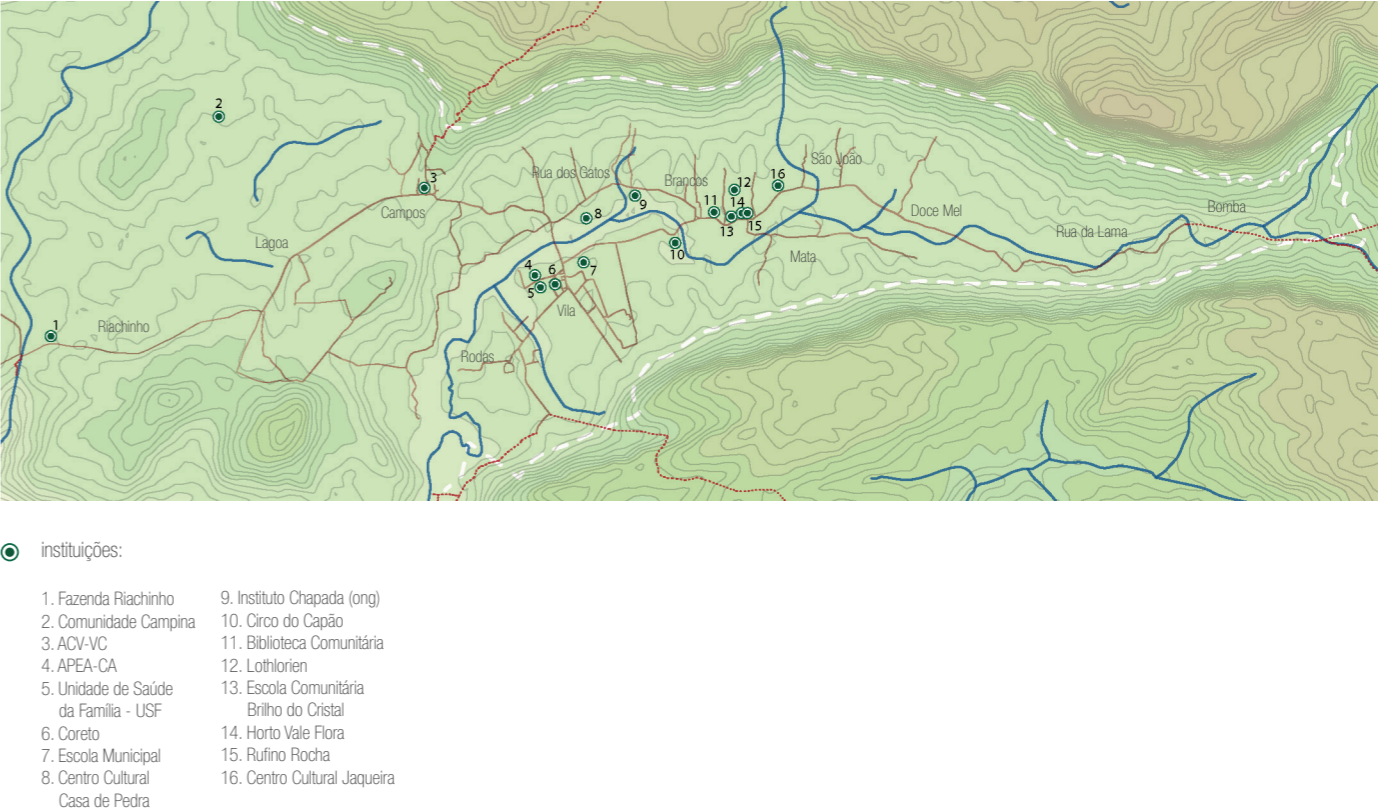 2
Rua dos Gatos
São João
3
Brancos
12
16
Campos
9
11
14
8
13
15
Doce Mel
Bomba
Lagoa
10
Mata
Rua da Lama
4
6
7
5
Vila
1
Riachinho
Rodas
instituições:
1. Fazenda Riachinho
2. Comunidade Campina
3. ACV-VC
4. APEA-CA
5. Unidade de Saúde
da Família - USF
6. Coreto
7. Escola Municipal
8. Centro Cultural
Casa de Pedra
9. Instituto Chapada (ong)
10. Circo do Capão
11. Biblioteca Comunitária
12. Lothlorien
13. Escola Comunitária
Brilho do Cristal
14. Horto Vale Flora
15. Rufino Rocha
16. Centro Cultural Jaqueira